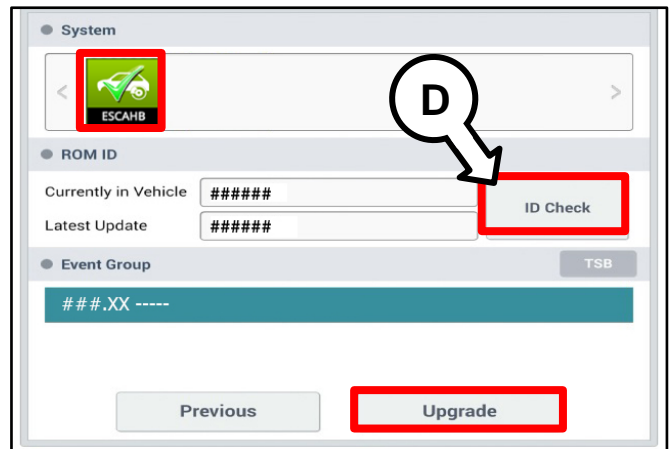 System
<
ESCAHB
D
>
ROM ID
Currently in Vehicle ######
ID Check
Latest Update ######
Event Group TSB
###.XX -----
Previous Upgrade